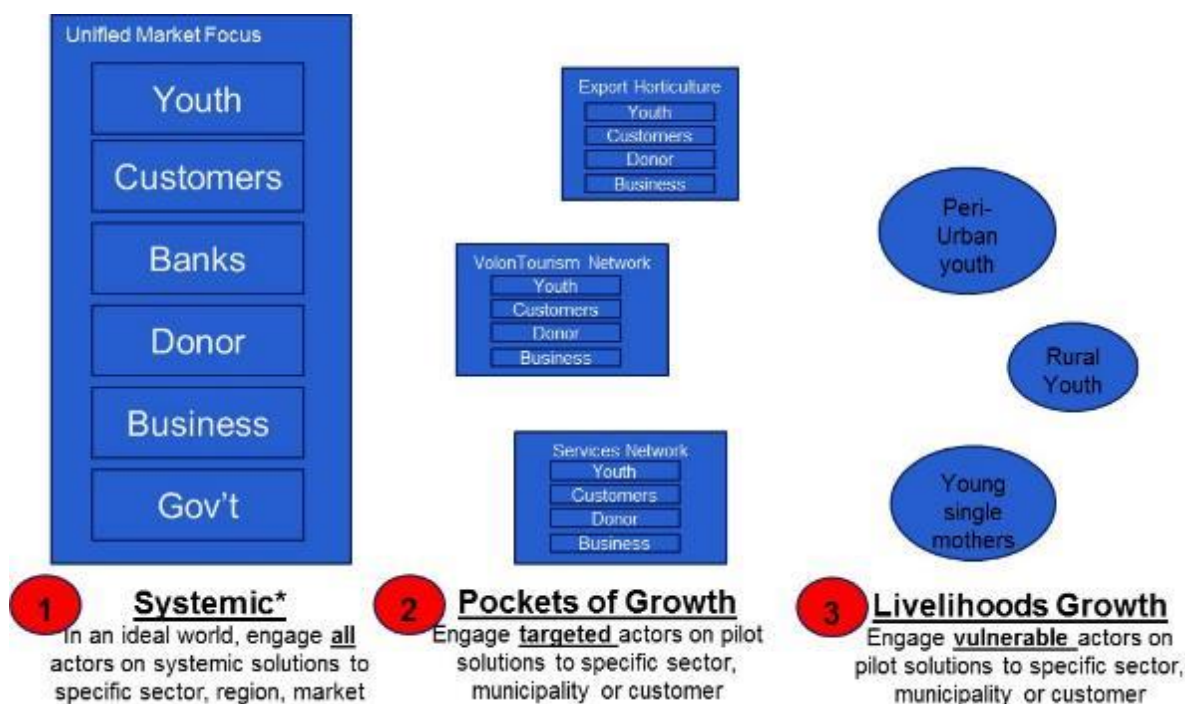 Unified Market Focus
Youth
Customers
Banks
Donor
Business
Gov't
1
Systemic*
In an ideal world, engage all
actors on systemic solutions to
specific sector, region, market
Export Horticulture
Youth
Customers
Donor
Business
VolonTourism Network
Youth
Customers
Donor
Business
Services Network
Youth
Customers
Donor
Business
2
Pockets of Growth
Engage targeted actors on pilot
solutions to specific sector,
municipality or customer
Peri-
Urban
youth
Rural
Youth
Young
single
mothers
3
Livelihoods Growth
Engage vulnerable actors on
pilot solutions to specific sector,
municipality or customer